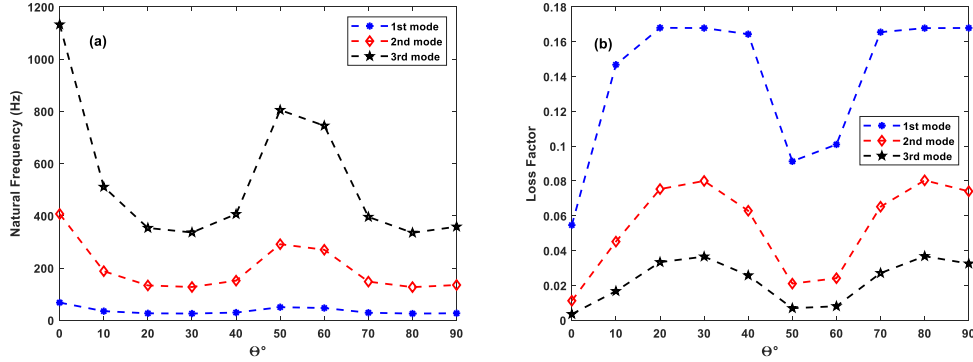 1200
1000
800
600
400
200
0
Natural Frequency (Hz)
(a)
1st mode
2nd mode
3rd mode
0 10 20 30 40 50 60 70 80 90
Θ°
0.18
0.16
0.14
0.12
0.1
0.08
0.06
0.04
0.02
0
Loss Factor
(b)
1st mode
2nd mode
3rd mode
0 10 20 30 40 50 60 70 80 90
Θ°